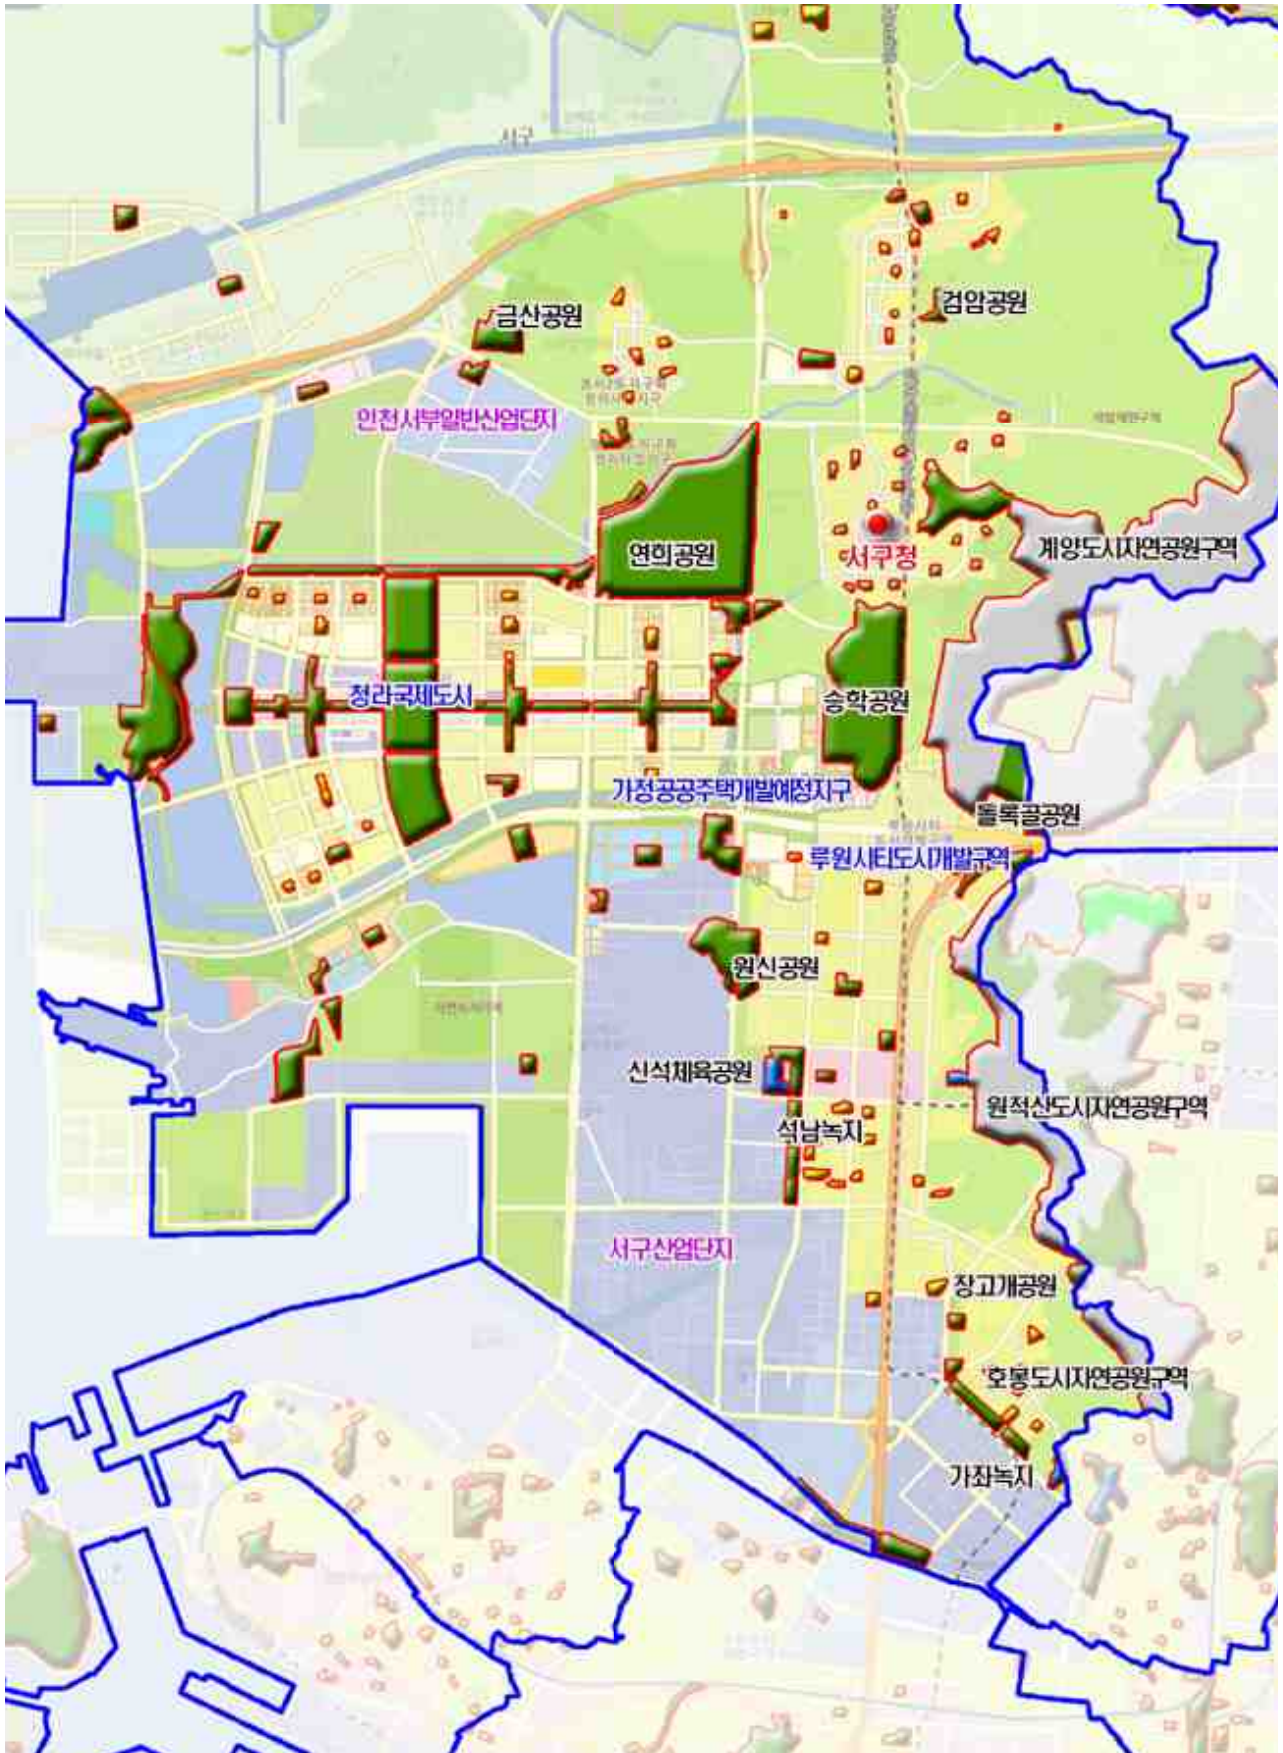 서구
금산공원
검암공원
인천서부일반산업단지
연희공원
계양도시자연공원구역
서구청
청라국제도시
승학공원
가정공공주택개발예정지구
돌록골공원
루원시티도시개발구역
원신공원
신석체육공원
원적산도시자연공원구역
석남녹지
서구산업단지
장고개공원
호봉도시자연공원구역
가좌녹지